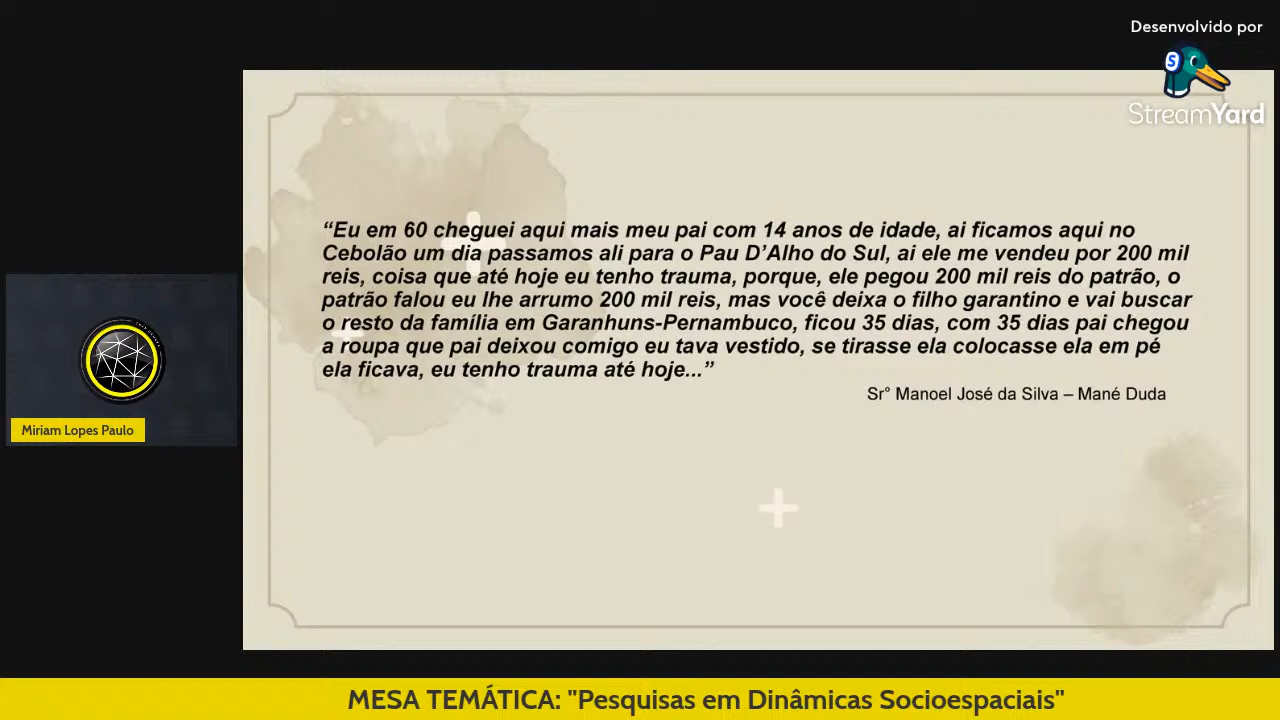 Desenvolvido por
StreamYard
“Eu em 60 cheguei aqui mais meu pai com 14 anos de idade, ai ficamos aqui no
Cebolão um dia passamos ali para o Pau D’Alho do Sul, ai ele me vendeu por 200 mil
reis, coisa que até hoje eu tenho trauma, porque, ele pegou 200 mil reis do patrão, o
patrão falou eu lhe arrumo 200 mil reis, mas você deixa o filho garantino e vai buscar
o resto da família em Garanhuns-Pernambuco, ficou 35 dias, com 35 dias pai chegou
a roupa que pai deixou comigo eu tava vestido, se tirasse ela colocasse ela em pé
ela ficava, eu tenho trauma até hoje...”
Sr° Manoel José da Silva – Mané Duda
Miriam Lopes Paulo
MESA TEMÁTICA: "Pesquisas em Dinâmicas Socioespaciais"